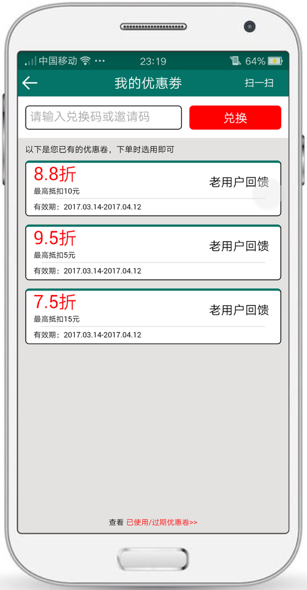 中国移动 ··· 23:19 64%
我的优惠劵 扫一扫
请输入兑换码或邀请码 兑换
以下是您已有的优惠卷，下单时选用即可
8.8折
老用户回馈
最高抵扣10元
有效期：2017.03.14-2017.04.12
9.5折
老用户回馈
最高抵扣5元
有效期：2017.03.14-2017.04.12
7.5折
老用户回馈
最高抵扣15元
有效期：2017.03.14-2017.04.12
查看 已使用/过期优惠卷>>